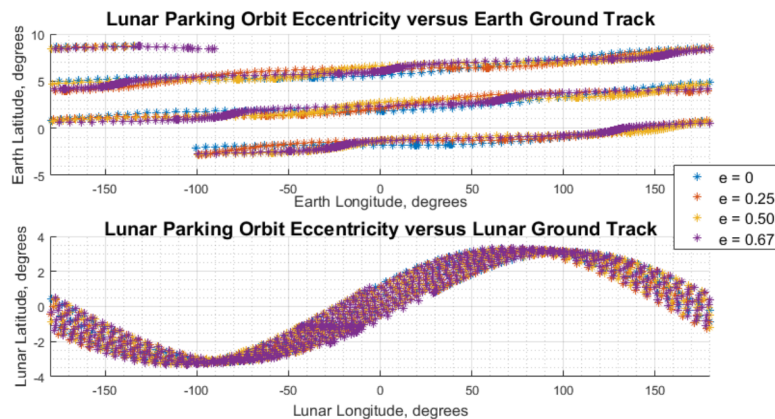 Lunar Parking Orbit Eccentricity versus Earth Ground Track
10
5
0
-5
Earth Latitude, degrees
-150 -100 -50 0 50 100 150
Earth Longitude, degrees
e = 0
e = 0.25
e = 0.50
e = 0.67
Lunar Parking Orbit Eccentricity versus Lunar Ground Track
4
2
0
-2
-4
Lunar Latitude, degrees
-150 -100 -50 0 50 100 150
Lunar Longitude, degrees